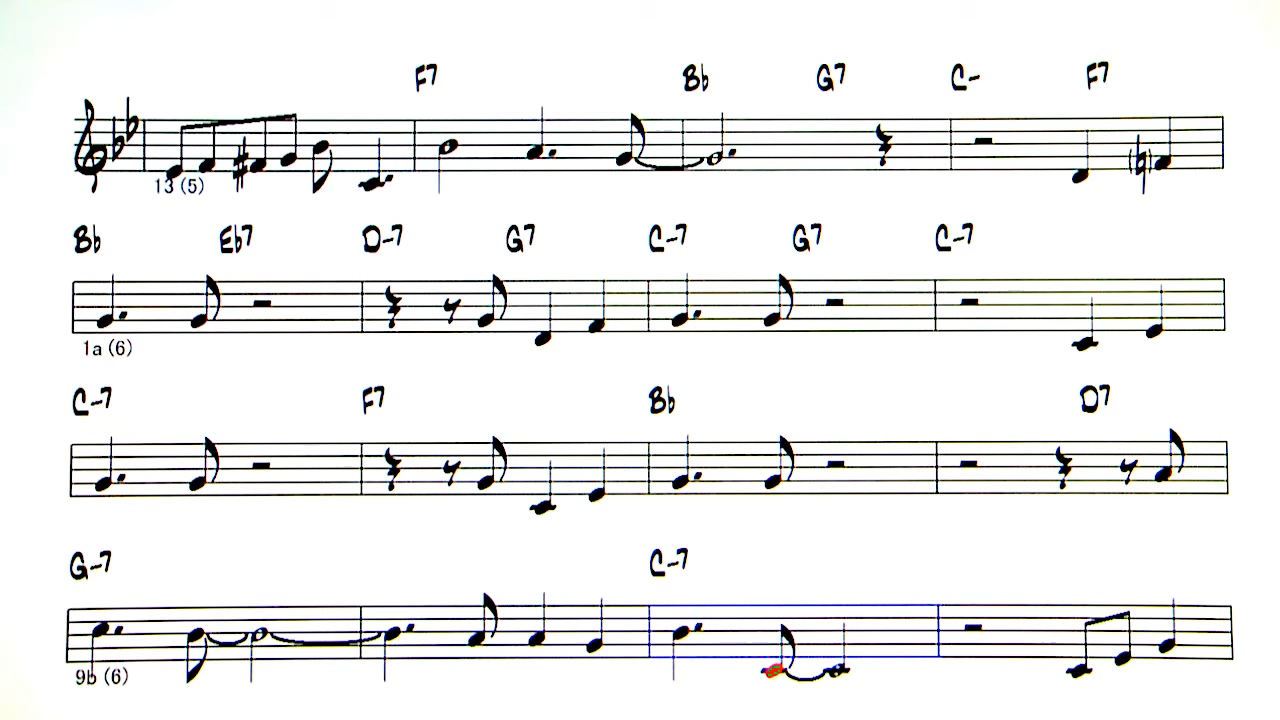 F7 Bb G7 C- F7
13 (5)
Bb Eb7 D-7 G7 C-7 G7 C-7
1a (6)
C-7 F7 Bb D7
G-7 C-7
9b (6)